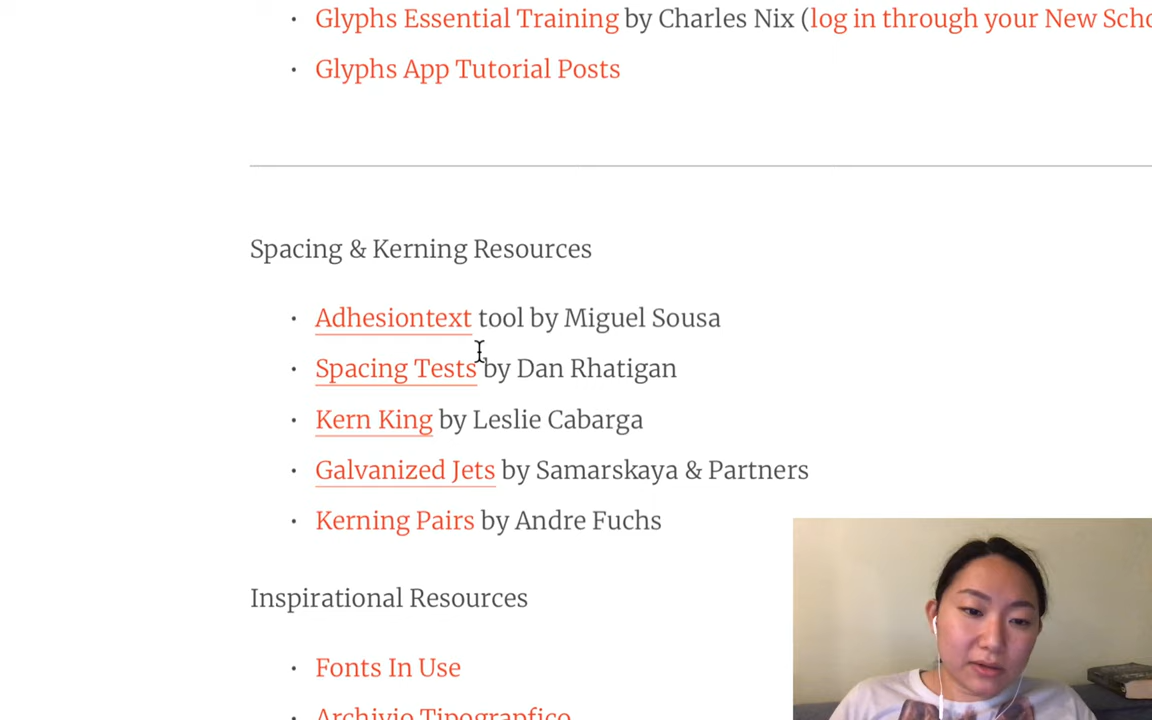 • Glyphs Essential Training by Charles Nix (log in through your New Scho
• Glyphs App Tutorial Posts
Spacing & Kerning Resources
• Adhesiontext tool by Miguel Sousa
• Spacing Tests by Dan Rhatigan
• Kern King by Leslie Cabarga
• Galvanized Jets by Samarskaya & Partners
• Kerning Pairs by Andre Fuchs
Inspirational Resources
• Fonts In Use
• Archivio Tipografico